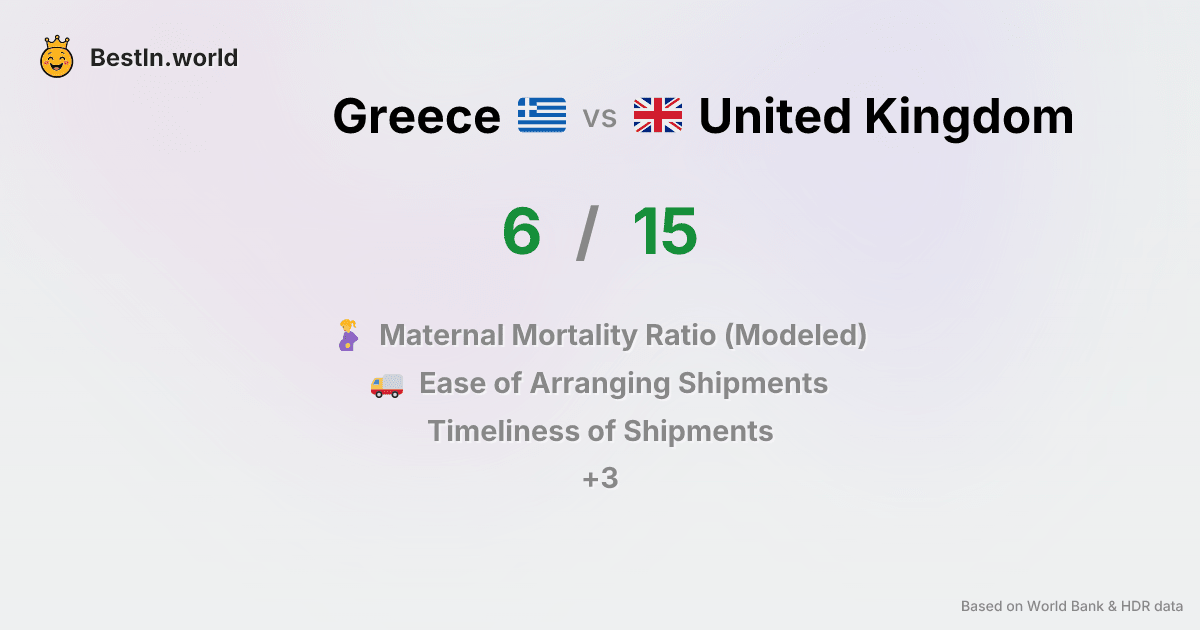 BestIn.world
Greece vs United Kingdom
6 / 15
Maternal Mortality Ratio (Modeled)
Ease of Arranging Shipments
Timeliness of Shipments
+3
Based on World Bank & HDR data